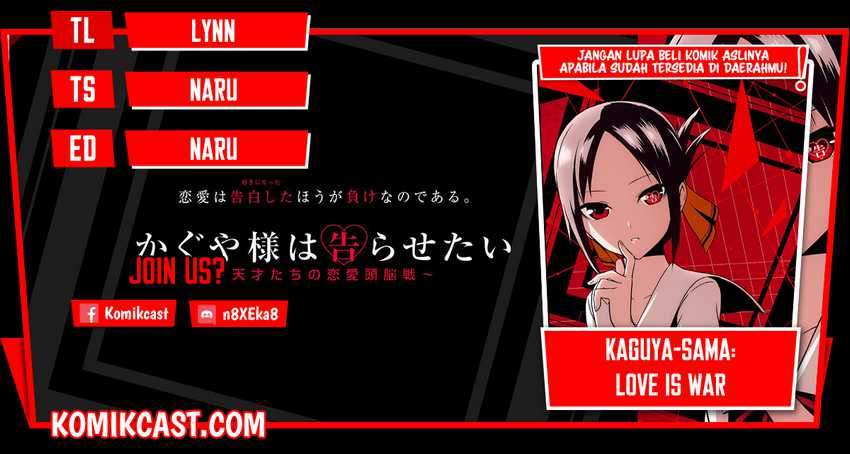 TL LYNN
TS NARU
ED NARU
JANGAN LUPA BELI KOMIK ASLINYA
APABILA SUDAH TERSEDIA DI DAERAHMU!
恋愛は告白したほうが負けなのである。
かぐや様は告らせたい
JOIN US? 天才たちの恋愛頭脳戦~
Komikcast n8XEka8
KAGUYA-SAMA:
LOVE IS WAR
KOMIKCAST.COM